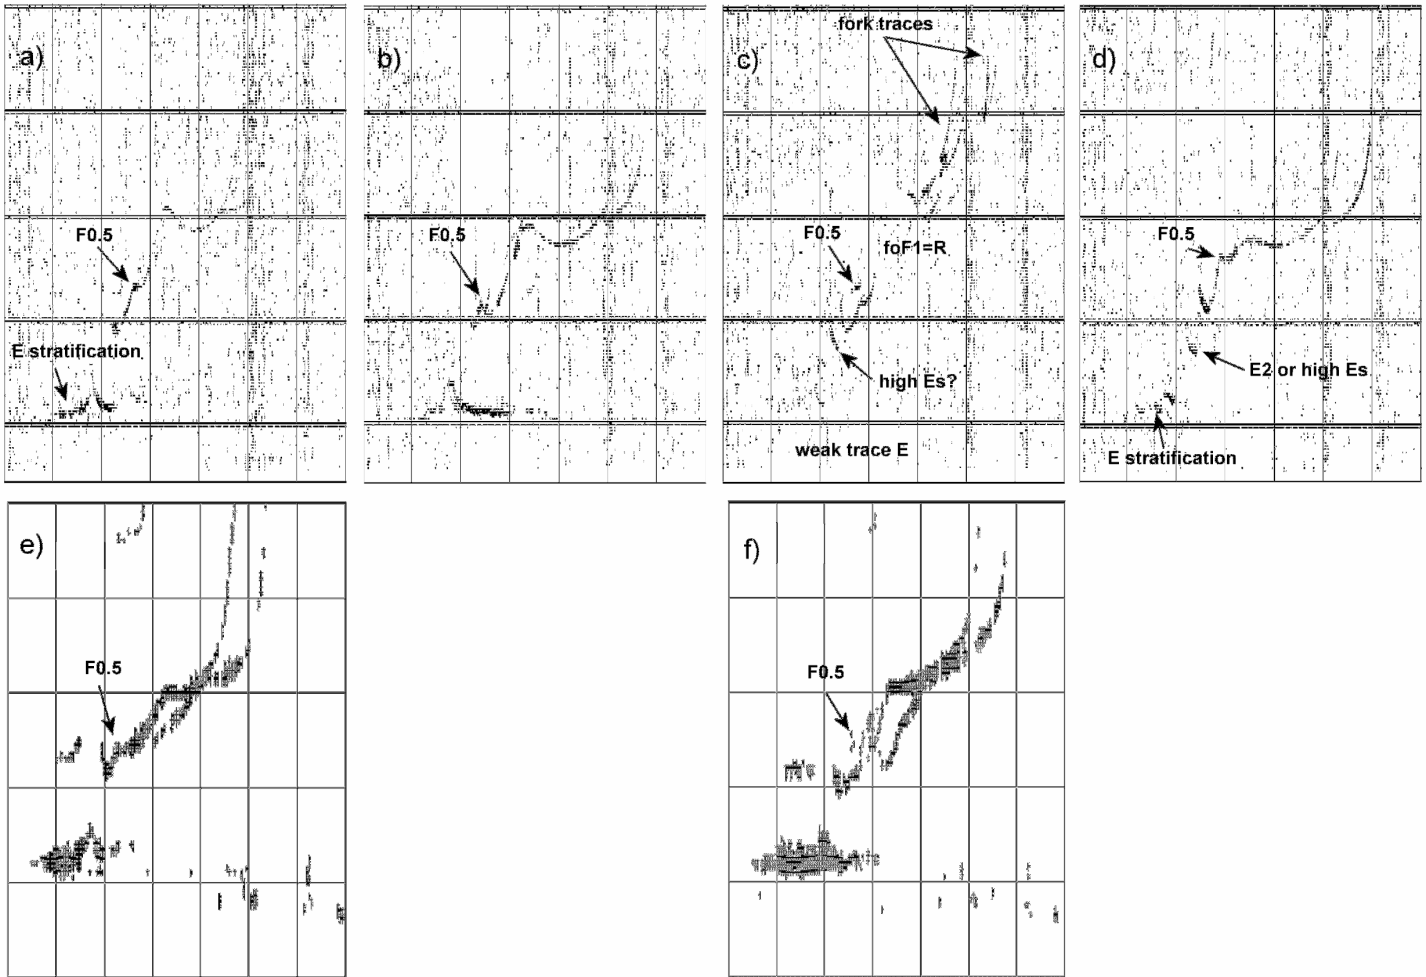 a)
F0.5
E stratification
b)
F0.5
c)
fork traces
F0.5
foF1=R
high Es?
weak trace E
d)
F0.5
E2 or high Es
E stratification
e)
F0.5
f)
F0.5